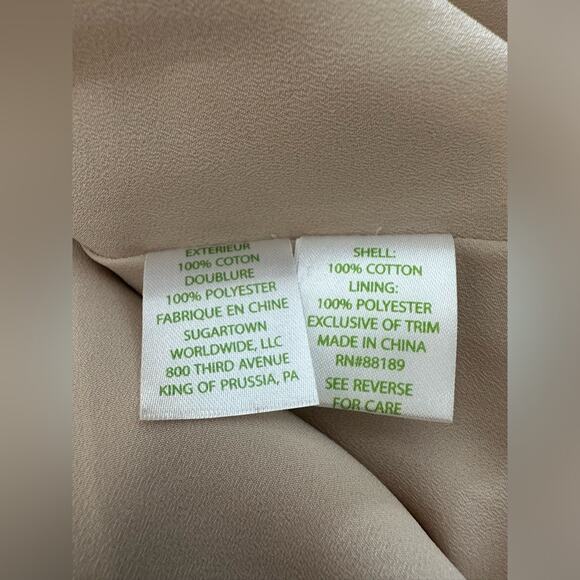 EXTERIEUR
100% COTON
DOUBLURE
100% POLYESTER
FABRIQUE EN CHINE
SUGARTOWN
WORLDWIDE, LLC
800 THIRD AVENUE
KING OF PRUSSIA, PA
SHELL:
100% COTTON
LINING:
100% POLYESTER
EXCLUSIVE OF TRIM
MADE IN CHINA
RN#88189
SEE REVERSE
FOR CARE